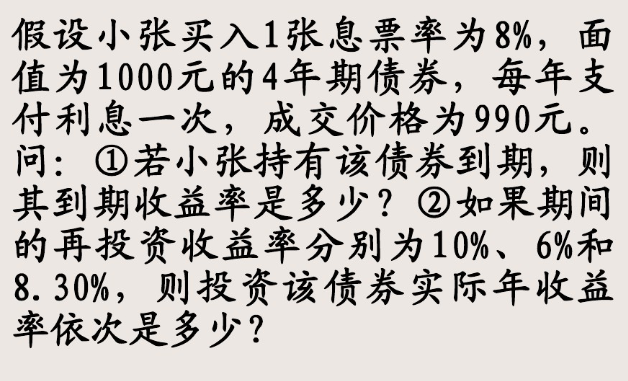 假设小张买入1张息票率为8%，面
值为1000元的4年期债券，每年支
付利息一次，成交价格为990元。
问：①若小张持有该债券到期，则
其到期收益率是多少？②如果期间
的再投资收益率分别为10%、6%和
8.30%，则投资该债券实际年收益
率依次是多少？